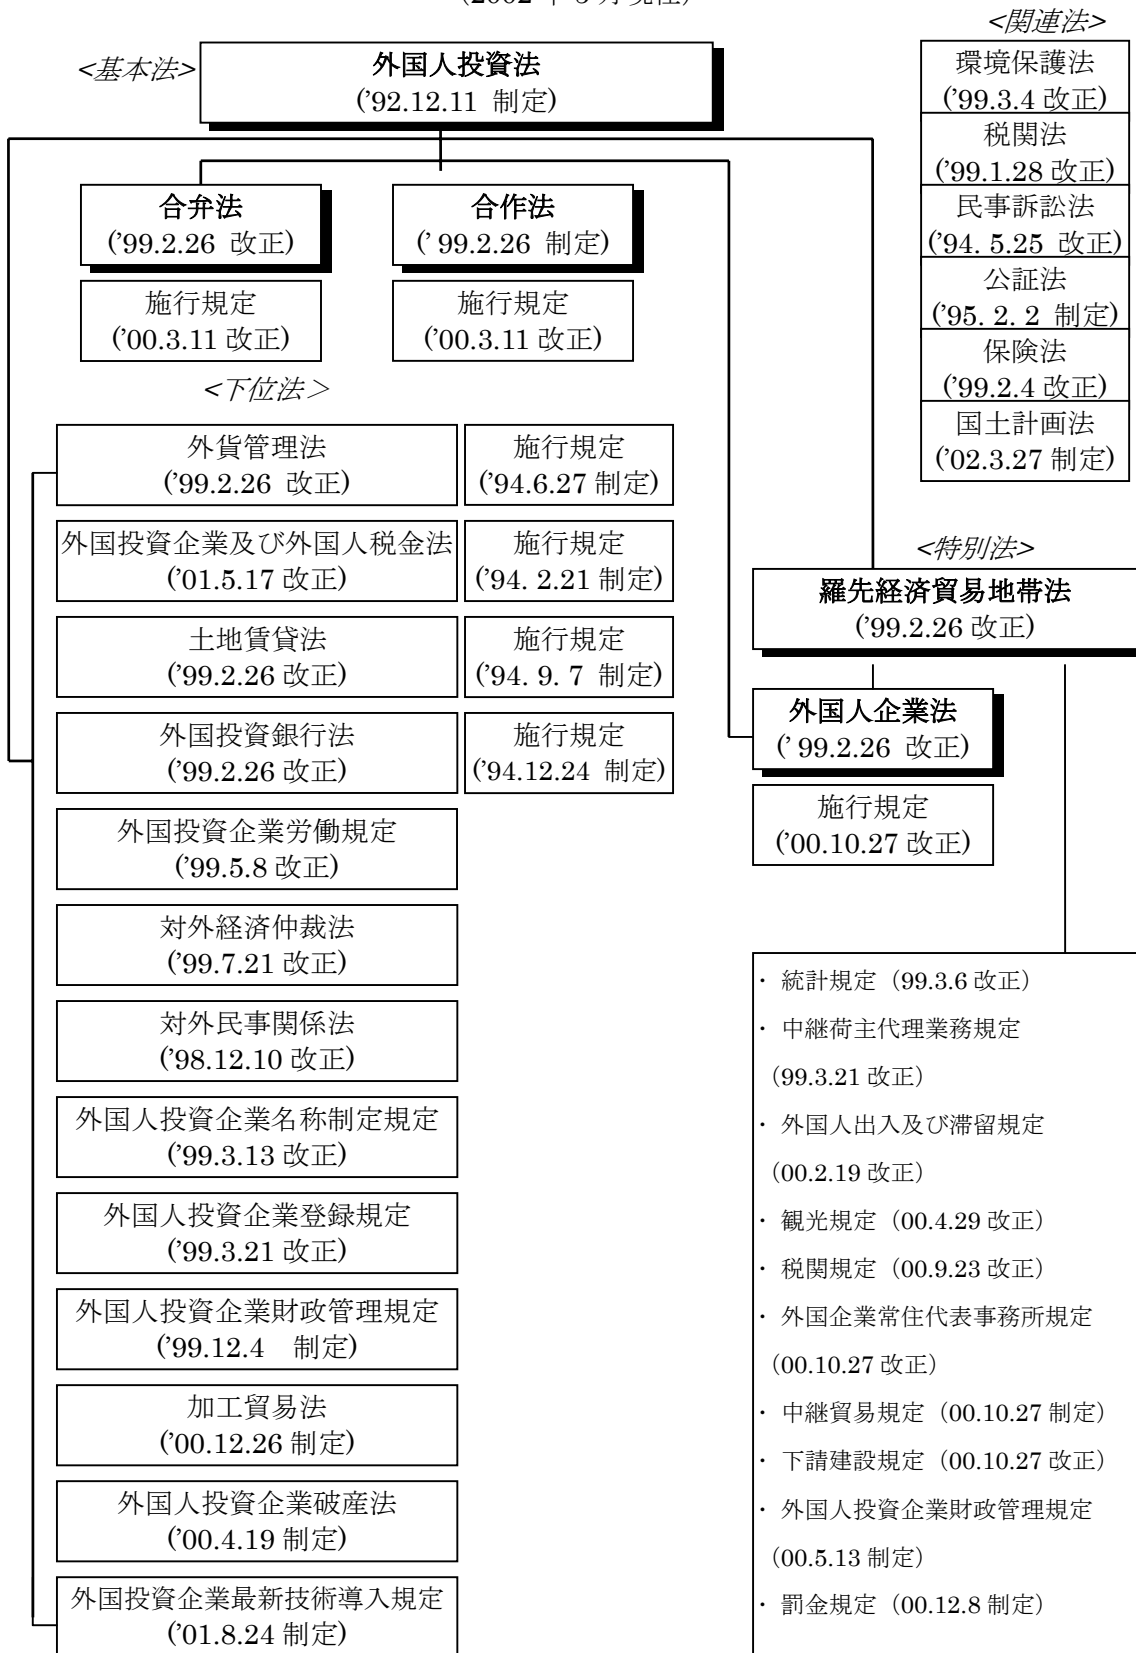 <関連法>
<基本法>
外国人投資法
('92.12.11 制定)
環境保護法
('99.3.4 改正)
税関法
('99.1.28 改正)
民事訴訟法
('94. 5.25 改正)
公証法
('95. 2. 2 制定)
保険法
('99.2.4 改正)
国土計画法
('02.3.27 制定)
合弁法
('99.2.26 改正)
合作法
(' 99.2.26 制定)
施行規定
('00.3.11 改正)
施行規定
('00.3.11 改正)
<下位法＞
外貨管理法
('99.2.26 改正)
施行規定
('94.6.27 制定)
外国投資企業及び外国人税金法
('01.5.17 改正)
施行規定
('94. 2.21 制定)
土地賃貸法
('99.2.26 改正)
施行規定
('94. 9. 7 制定)
外国投資銀行法
('99.2.26 改正)
施行規定
('94.12.24 制定)
外国投資企業労働規定
('99.5.8 改正)
対外経済仲裁法
('99.7.21 改正)
対外民事関係法
('98.12.10 改正)
外国人投資企業名称制定規定
('99.3.13 改正)
外国人投資企業登録規定
('99.3.21 改正)
外国人投資企業財政管理規定
('99.12.4　制定)
加工貿易法
('00.12.26 制定)
外国人投資企業破産法
('00.4.19 制定)
外国投資企業最新技術導入規定
('01.8.24 制定)
<特別法>
羅先経済貿易地帯法
('99.2.26 改正)
外国人企業法
(' 99.2.26 改正)
施行規定
('00.10.27 改正)
・ 統計規定（99.3.6 改正）
・ 中継荷主代理業務規定
（99.3.21 改正）
・ 外国人出入及び滞留規定
（00.2.19 改正）
・ 観光規定（00.4.29 改正）
・ 税関規定（00.9.23 改正）
・ 外国企業常住代表事務所規定
（00.10.27 改正）
・ 中継貿易規定（00.10.27 制定）
・ 下請建設規定（00.10.27 改正）
・ 外国人投資企業財政管理規定
（00.5.13 制定）
・ 罰金規定（00.12.8 制定）